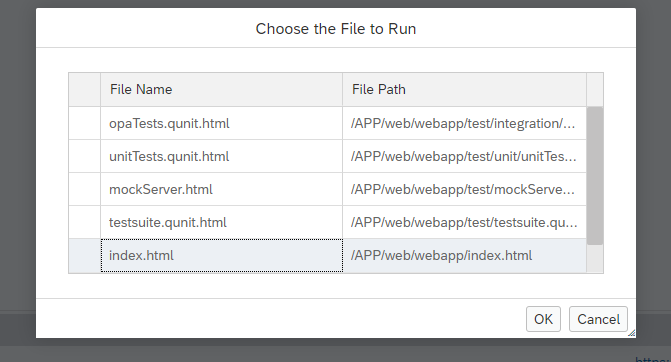 Choose the File to Run
File Name File Path
opaTests.qunit.html /APP/web/webapp/test/integration/...
unitTests.qunit.html /APP/web/webapp/test/unit/unitTes...
mockServer.html /APP/web/webapp/test/mockServe...
testsuite.qunit.html /APP/web/webapp/test/testsuite.qu...
index.html /APP/web/webapp/index.html
OK Cancel